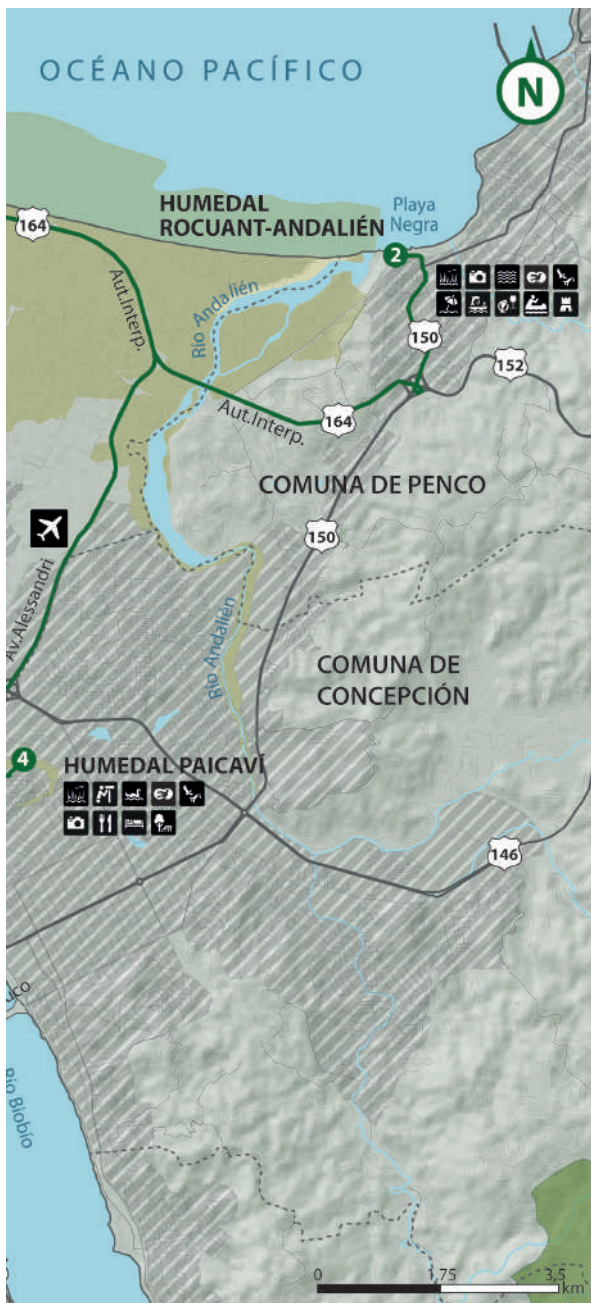 OCÉANO PACÍFICO
N
HUMEDAL
ROCUANT-ANDALIÉN
Playa
Negra
2
164
Aut.Interp.
Río Andalién
150
152
Aut.Interp.
164
COMUNA DE PENCO
150
Av.Alessandri
Río Andalién
COMUNA DE
CONCEPCIÓN
4
HUMEDAL PAICAVÍ
146
uco
Río Biobío
0 1,75 3,5
km